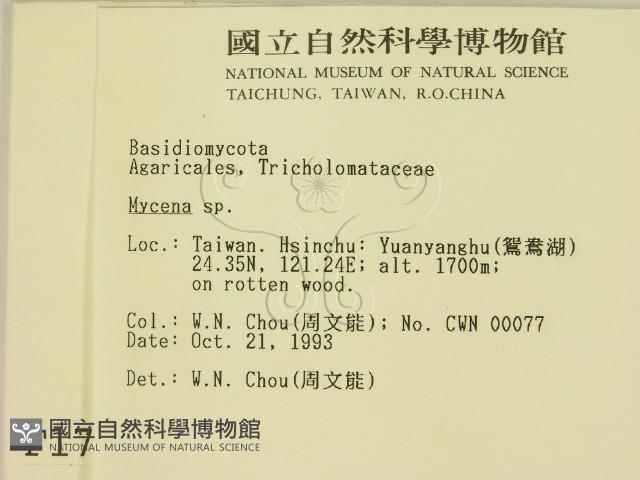 國立自然科學博物館
NATIONAL MUSEUM OF NATURAL SCIENCE
TAICHUNG, TAIWAN, R.O.CHINA
Basidiomycota
Agaricales, Tricholomataceae
Mycena sp.
Loc.: Taiwan. Hsinchu: Yuanyanghu(鴛鴦湖)
24.35N, 121.24E; alt. 1700m;
on rotten wood.
Col.: W.N. Chou(周文能); No. CWN 00077
Date: Oct. 21, 1993
Det.: W.N. Chou(周文能)
國立自然科學博物館
NATIONAL MUSEUM OF NATURAL SCIENCE